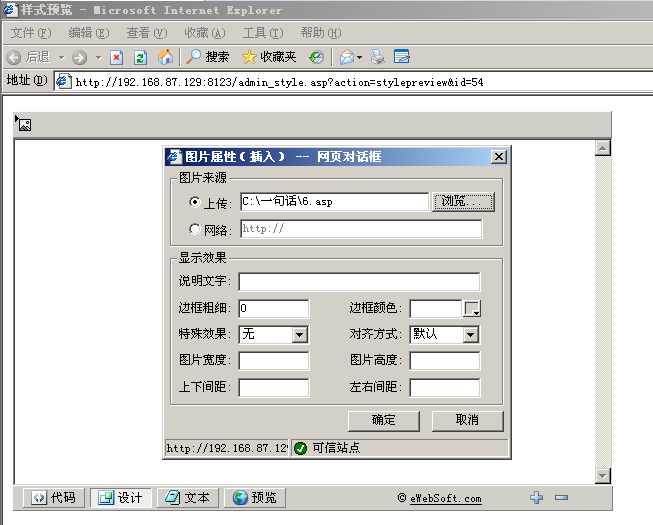 样式预览 - Microsoft Internet Explorer
文件(F) 编辑(E) 查看(V) 收藏(A) 工具(T) 帮助(H)
后退 搜索 收藏夹
地址(D) http://192.168.87.129:8123/admin_style.asp?action=stylepreview&id=54
图片属性(插入) -- 网页对话框
图片来源
上传: C:\一句话\6.asp 浏览...
网络: http://
显示效果
说明文字:
边框粗细: 0 边框颜色:
特殊效果: 无 对齐方式: 默认
图片宽度: 图片高度:
上下间距: 左右间距:
确定 取消
http://192.168.87.12 可信站点
代码 设计 文本 预览 © eWebSoft.com